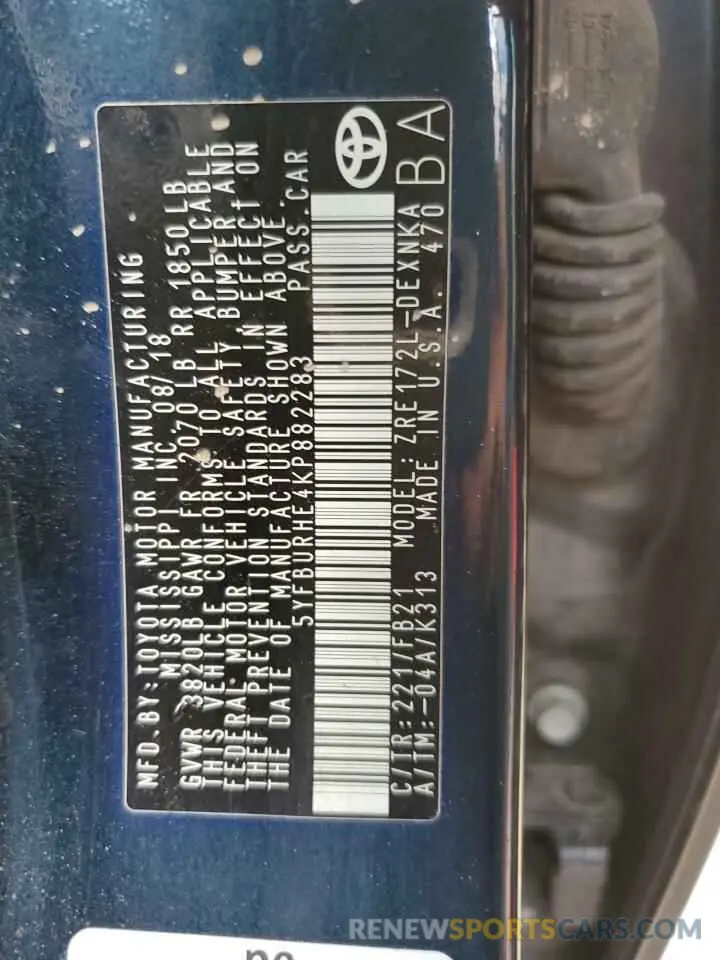 MFD.BY:TOYOTA MOTOR MANUFACTURING
MISSISSIPPI INC. 08/18
GVWR 3820LB GAWR FR 2070 LB RR 1850LB
THIS VEHICLE CONFORMS TO ALL APPLICABLE
FEDERAL MOTOR VEHICLE SAFETY BUMPER AND
THEFT PREVENTION STANDARDS IN EFFECT ON
THE DATE OF MANUFACTURE SHOWN ABOVE
5YFBURHE4KP882283 PASS.CAR
C/TR:221/FB21 MODEL:ZRE172L-DEXNKA
A/TM:-04A/K313 MADE IN U.S.A. 470 BA
RENEWSPORTSCARS.COM